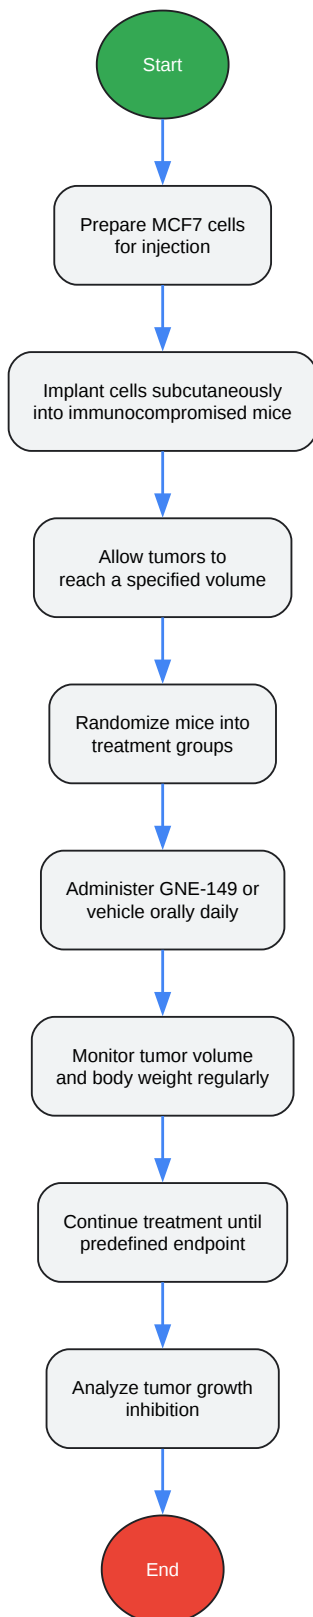 Start
Prepare MCF7 cells
for injection
Implant cells subcutaneously
into immunocompromised mice
Allow tumors to
reach a specified volume
Randomize mice into
treatment groups
Administer GNE-149 or
vehicle orally daily
Monitor tumor volume
and body weight regularly
Continue treatment until
predefined endpoint
Analyze tumor growth
inhibition
End